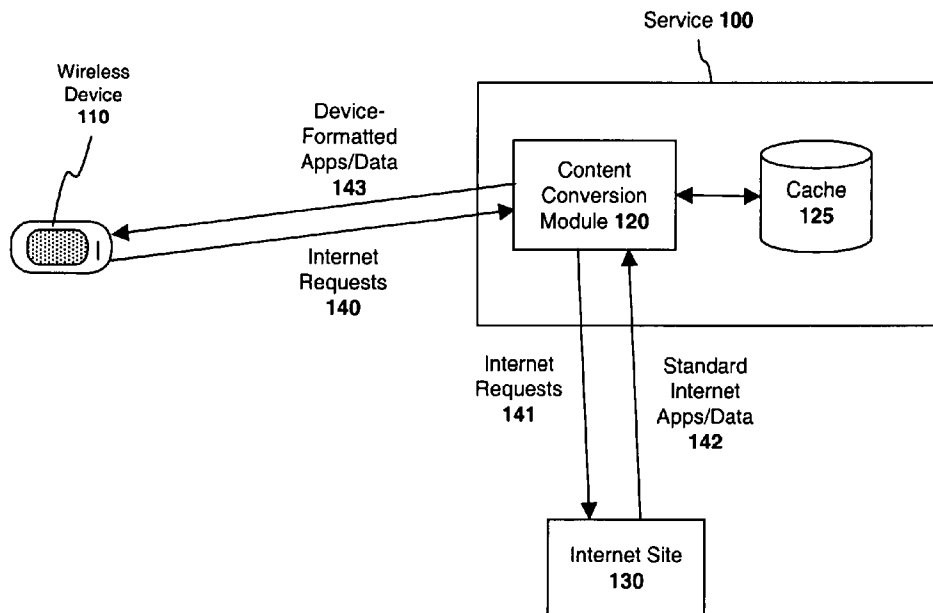 Service 100
Wireless
Device
110
Device-
Formatted
Apps/Data
143
Internet
Requests
140
Content
Conversion
Module 120
Cache
125
Internet
Requests
141
Standard
Internet
Apps/Data
142
Internet Site
130